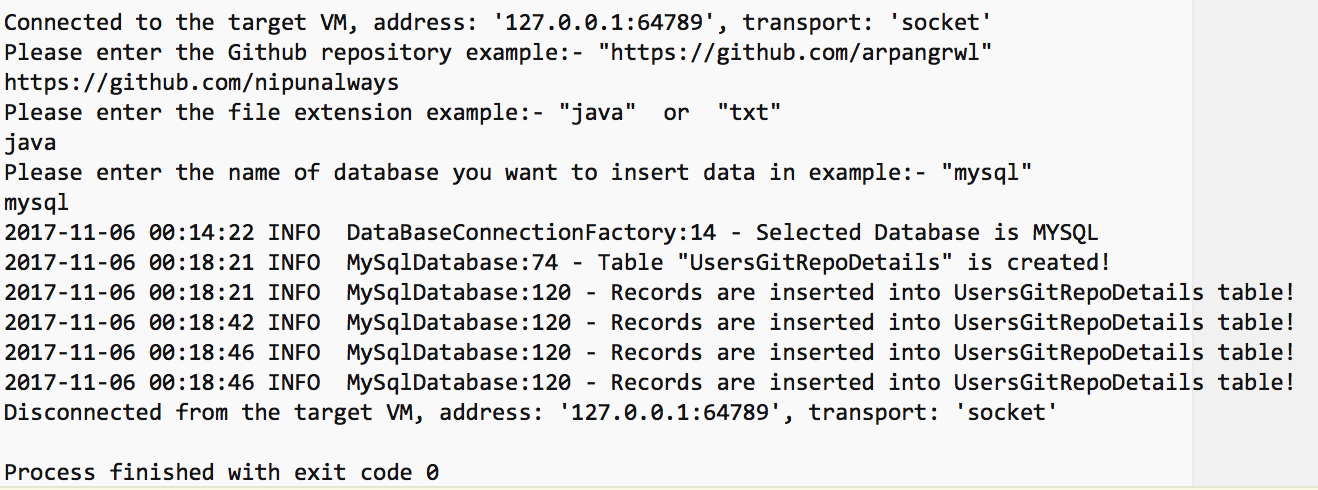 Connected to the target VM, address: '127.0.0.1:64789', transport: 'socket'
Please enter the Github repository example:- "https://github.com/arpangrwl"
https://github.com/nipunalways
Please enter the file extension example:- "java"  or  "txt"
java
Please enter the name of database you want to insert data in example:- "mysql"
mysql
2017-11-06 00:14:22 INFO  DataBaseConnectionFactory:14 - Selected Database is MYSQL
2017-11-06 00:18:21 INFO  MySqlDatabase:74 - Table "UsersGitRepoDetails" is created!
2017-11-06 00:18:21 INFO  MySqlDatabase:120 - Records are inserted into UsersGitRepoDetails table!
2017-11-06 00:18:42 INFO  MySqlDatabase:120 - Records are inserted into UsersGitRepoDetails table!
2017-11-06 00:18:46 INFO  MySqlDatabase:120 - Records are inserted into UsersGitRepoDetails table!
2017-11-06 00:18:46 INFO  MySqlDatabase:120 - Records are inserted into UsersGitRepoDetails table!
Disconnected from the target VM, address: '127.0.0.1:64789', transport: 'socket'
Process finished with exit code 0